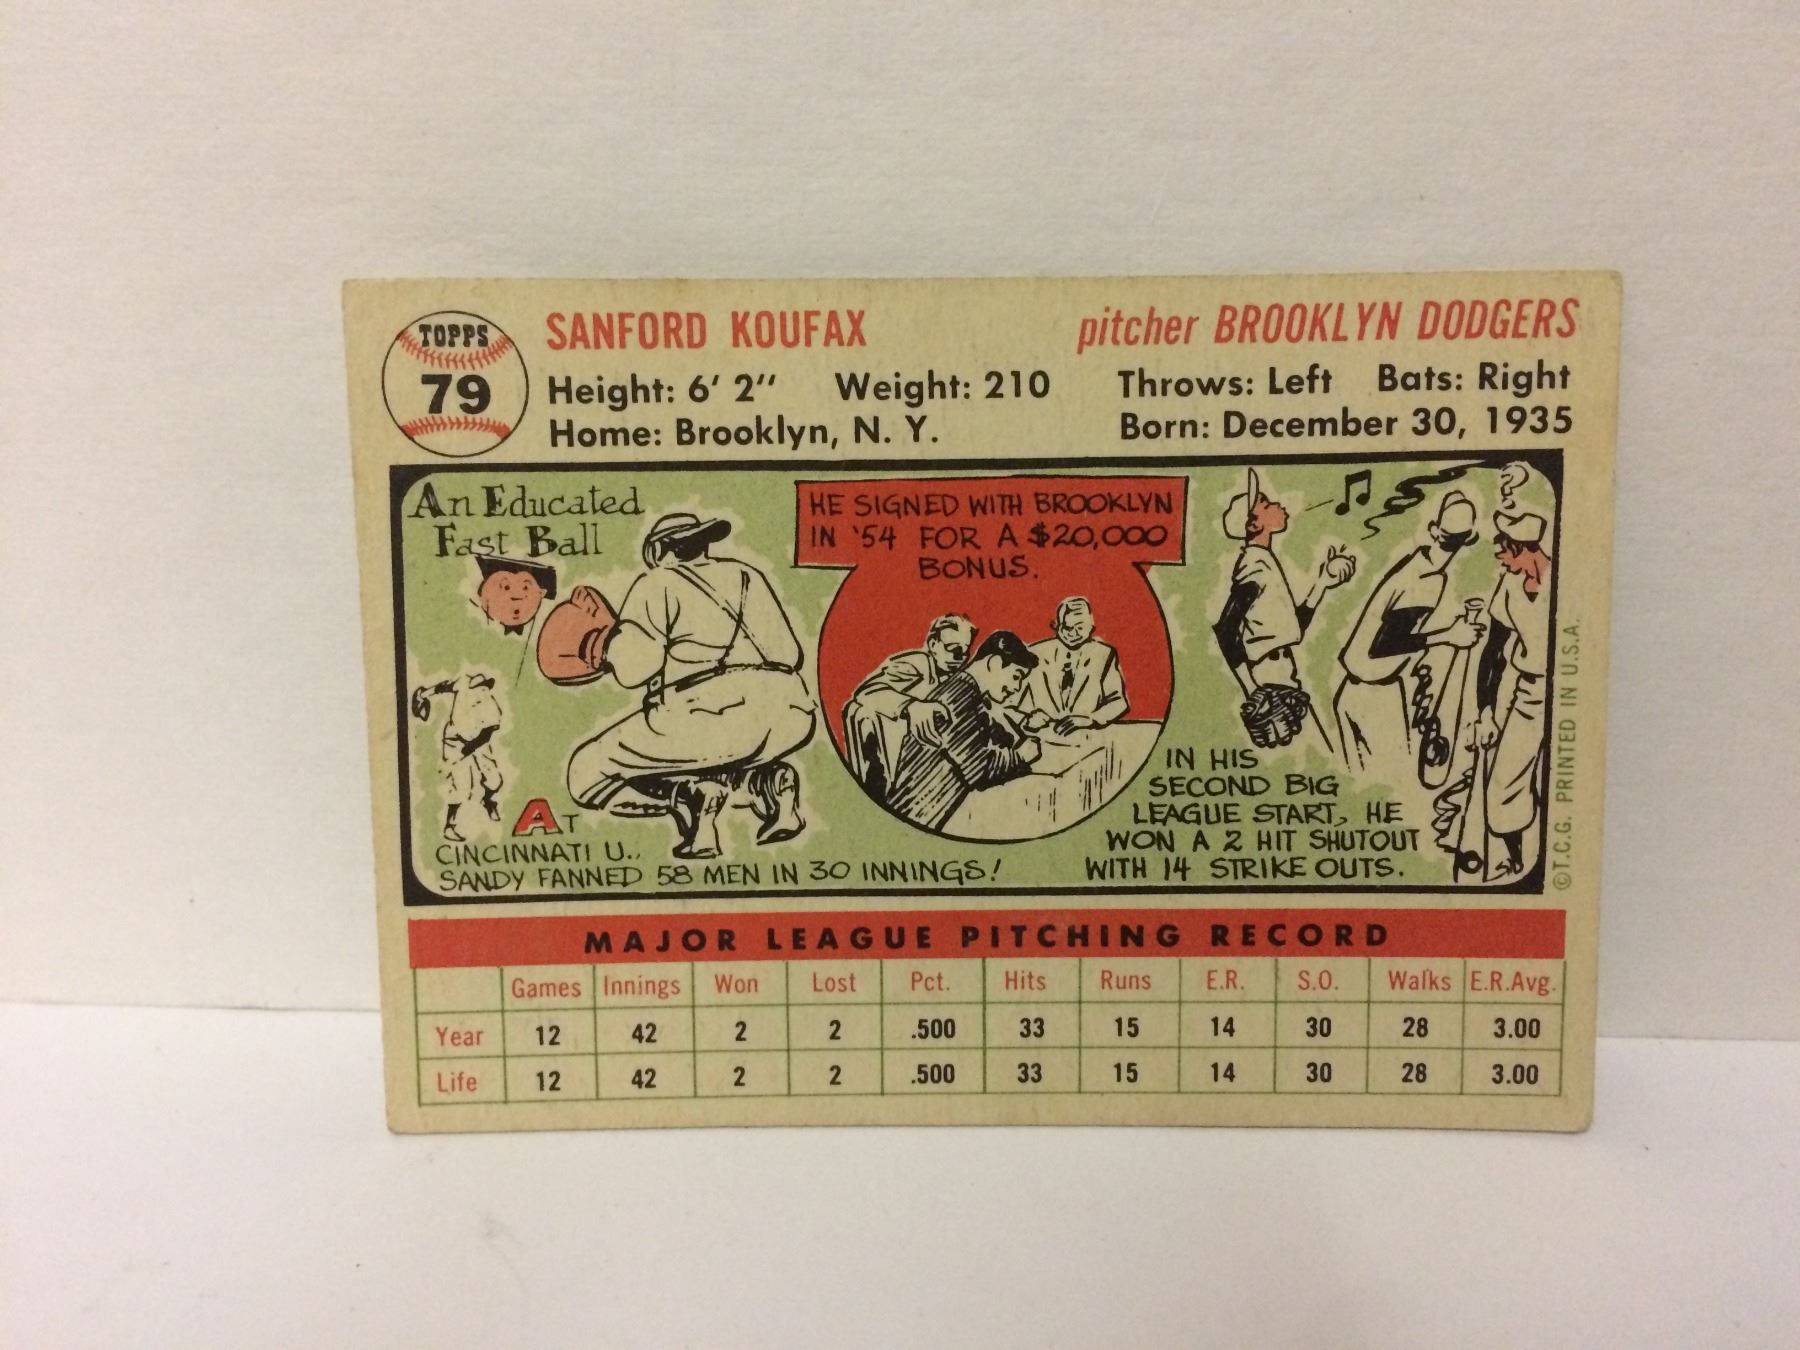 TOPPS
79
SANFORD KOUFAX
pitcher BROOKLYN DODGERS
Height: 6' 2" Weight: 210 Throws: Left Bats: Right
Home: Brooklyn, N. Y. Born: December 30, 1935
An Educated
Fast Ball
AT
CINCINNATI U.,
SANDY FANNED 58 MEN IN 30 INNINGS!
HE SIGNED WITH BROOKLYN
IN '54 FOR A $20,000
BONUS.
IN HIS
SECOND BIG
LEAGUE START, HE
WON A 2 HIT SHUTOUT
WITH 14 STRIKE OUTS.
©T.C.G. PRINTED IN U.S.A.
MAJOR LEAGUE PITCHING RECORD
Games Innings Won Lost Pct. Hits Runs E.R. S.O. Walks E.R.Avg.
Year 12 42 2 2 .500 33 15 14 30 28 3.00
Life 12 42 2 2 .500 33 15 14 30 28 3.00